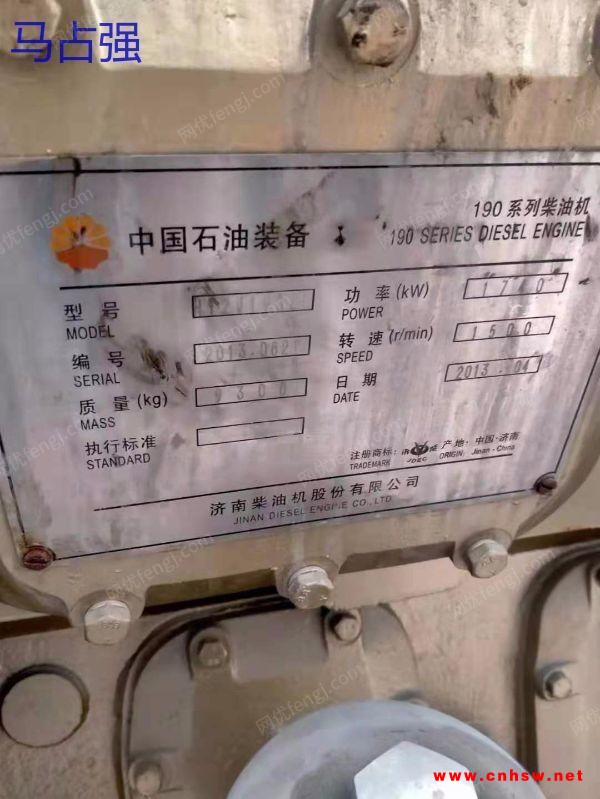 马占强
中国石油装备
190 系列柴油机
190 SERIES DIESEL ENGINE
型号
MODEL
功率(kW) 1740
POWER
编号 2013.062
SERIAL
转速(r/min) 1500
SPEED
质量(kg) 9300
MASS
日期 2013.04
DATE
执行标准
STANDARD
注册商标:
TRADEMARK JDEC
产地·中国·济南
ORIGIN: Jinan·China
济南柴油机股份有限公司
JINAN DIESEL ENGINE CO.,LTD.
www.cnhsw.net